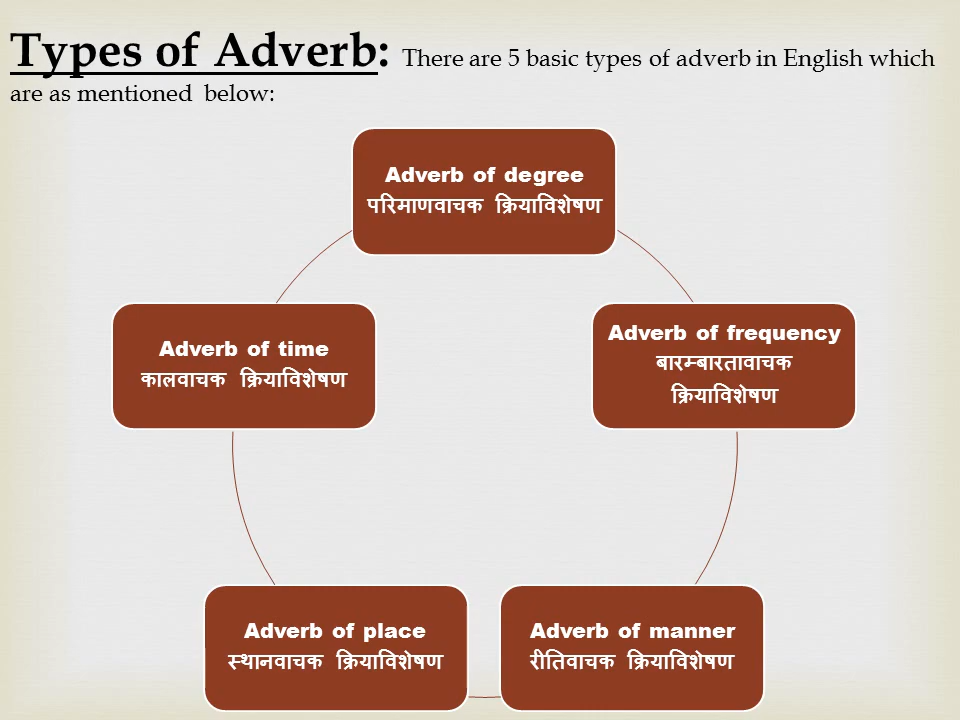 Types of Adverb: There are 5 basic types of adverb in English which
are as mentioned below:
Adverb of degree
परिमाणवाचक क्रियाविशेषण
Adverb of time
कालवाचक क्रियाविशेषण
Adverb of frequency
बारम्बारतावाचक
क्रियाविशेषण
Adverb of place
स्थानवाचक क्रियाविशेषण
Adverb of manner
रीतिवाचक क्रियाविशेषण